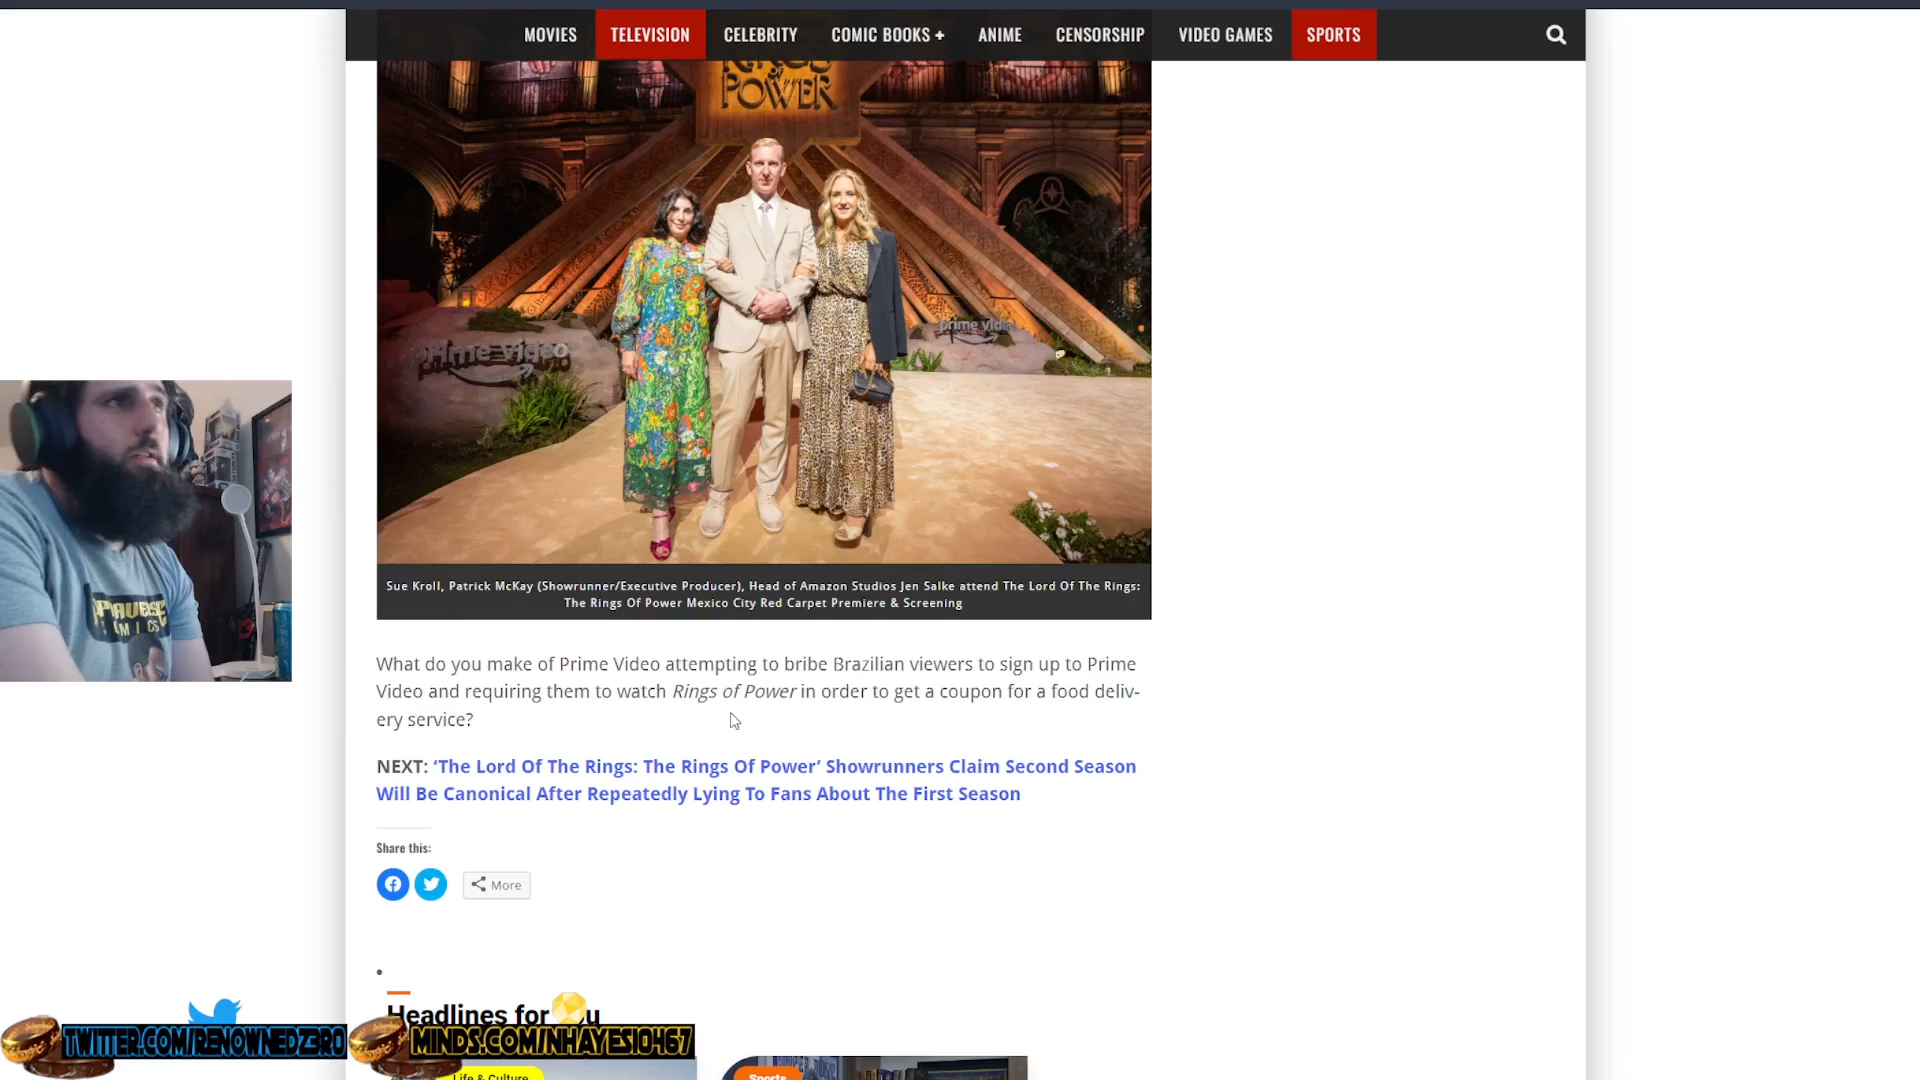 MOVIES TELEVISION CELEBRITY COMIC BOOKS + ANIME CENSORSHIP VIDEO GAMES SPORTS
RINGS
OF
POWER
prime video
prime video
Sue Kroll, Patrick McKay (Showrunner/Executive Producer), Head of Amazon Studios Jen Salke attend The Lord Of The Rings:
The Rings Of Power Mexico City Red Carpet Premiere & Screening
What do you make of Prime Video attempting to bribe Brazilian viewers to sign up to Prime
Video and requiring them to watch Rings of Power in order to get a coupon for a food deliv-
ery service?
NEXT: ‘The Lord Of The Rings: The Rings Of Power’ Showrunners Claim Second Season
Will Be Canonical After Repeatedly Lying To Fans About The First Season
Share this:
More
Headlines for
TWITTER.COM/RENOWNEDZ3R0 MINDS.COM/NHAYES10467
Life & Culture
Sports